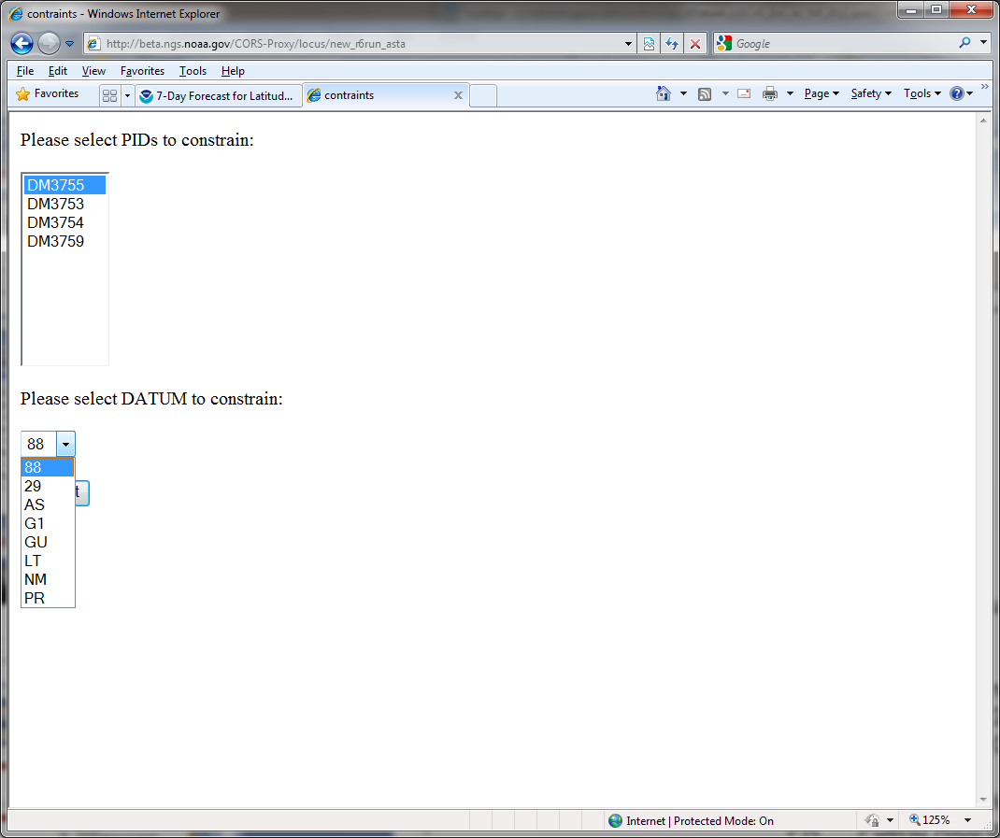 contraints - Windows Internet Explorer
http://beta.ngs.noaa.gov/CORS-Proxy/locus/new_r6run_asta
Google
File Edit View Favorites Tools Help
Favorites
7-Day Forecast for Latitud...
contraints
Page Safety Tools
Please select PIDs to constrain:
DM3755
DM3753
DM3754
DM3759
Please select DATUM to constrain:
88
88
29
t
AS
G1
GU
LT
NM
PR
Internet | Protected Mode: On
125%